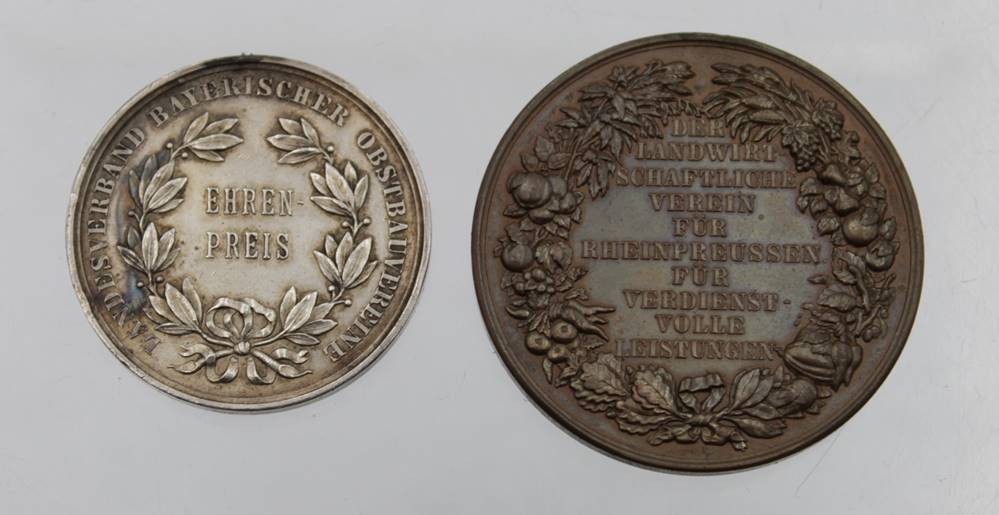 LANDESVERBAND BAYERISCHER OBSTBAUVEREINE
EHREN-
PREIS
DER
LANDWIRT
SCHAFTLICHE
VEREIN
FÜR
RHEINPREUSSEN
FÜR
VERDIENST-
VOLLE
LEISTUNGEN